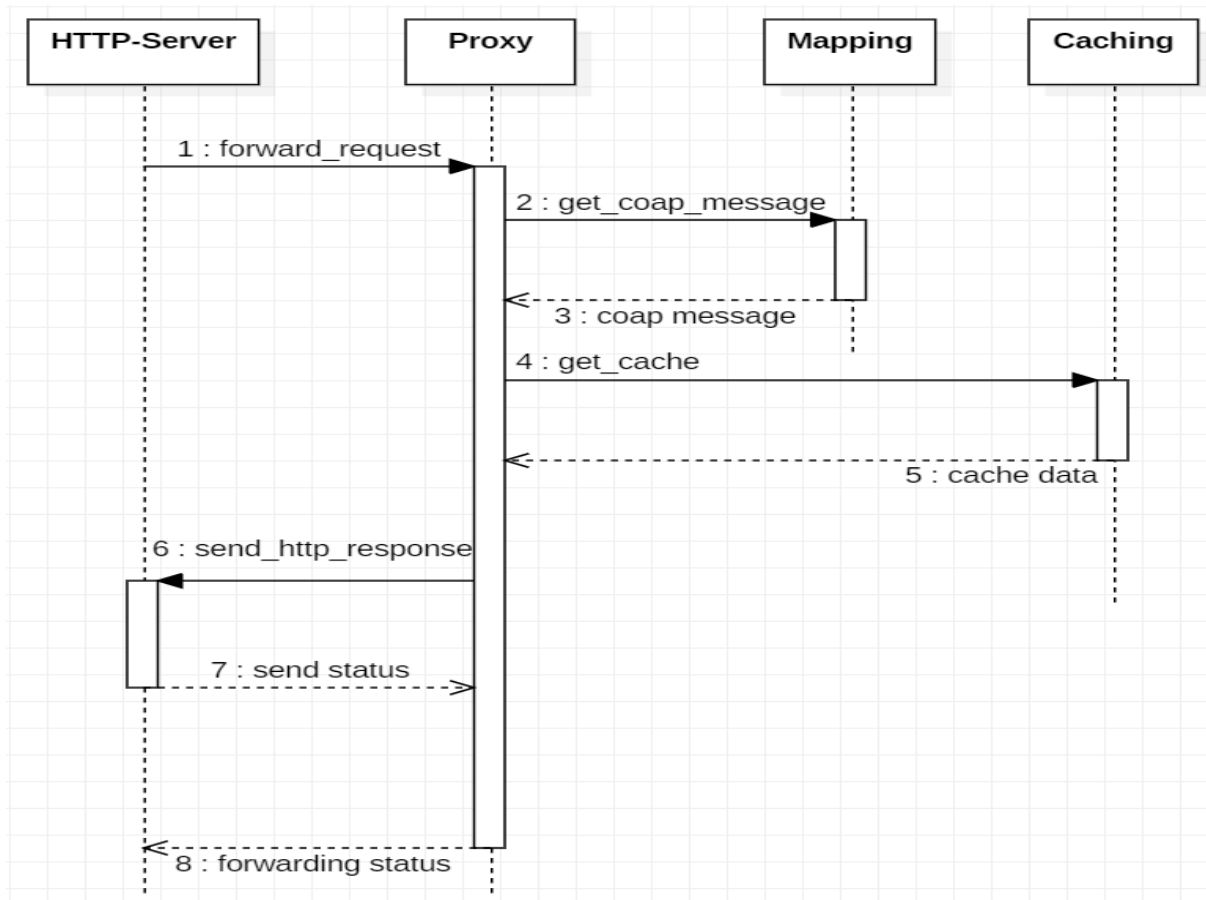 HTTP-Server
Proxy
Mapping
Caching
1 : forward_request
2 : get_coap_message
3 : coap message
4 : get_cache
5 : cache data
6 : send_http_response
7 : send status
8 : forwarding status